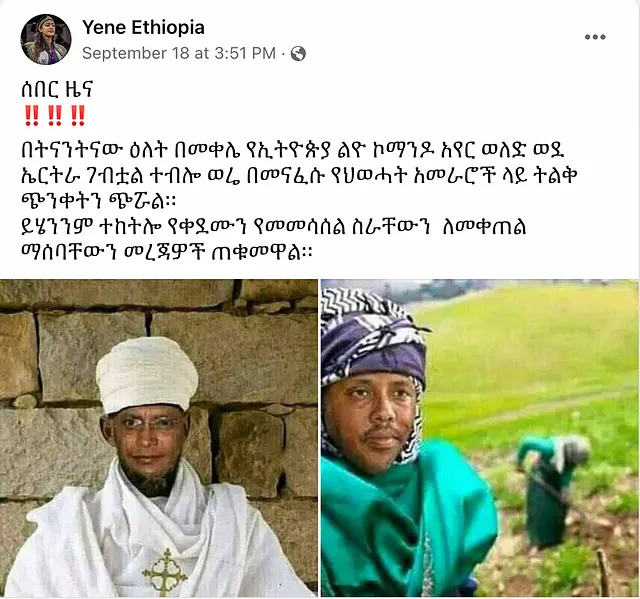 Yene Ethiopia
September 18 at 3:51 PM ·
ሰበር ዜና
‼️‼️‼️
በትናንትናው ዕለት በመቀሌ የኢትዮጵያ ልዮ ኮማንዶ አየር ወለድ ወደ
ኤርትራ ገብቷል ተብሎ ወሬ በመናፈሱ የህወሓት አመራሮች ላይ ትልቅ
ጭንቀትን ጭሯል።
ይሄንንም ተከትሎ የቀደሙን የመመሳሰል ስራቸውን ለመቀጠል
ማሰባቸውን መረጃዎች ጠቁመዋል።